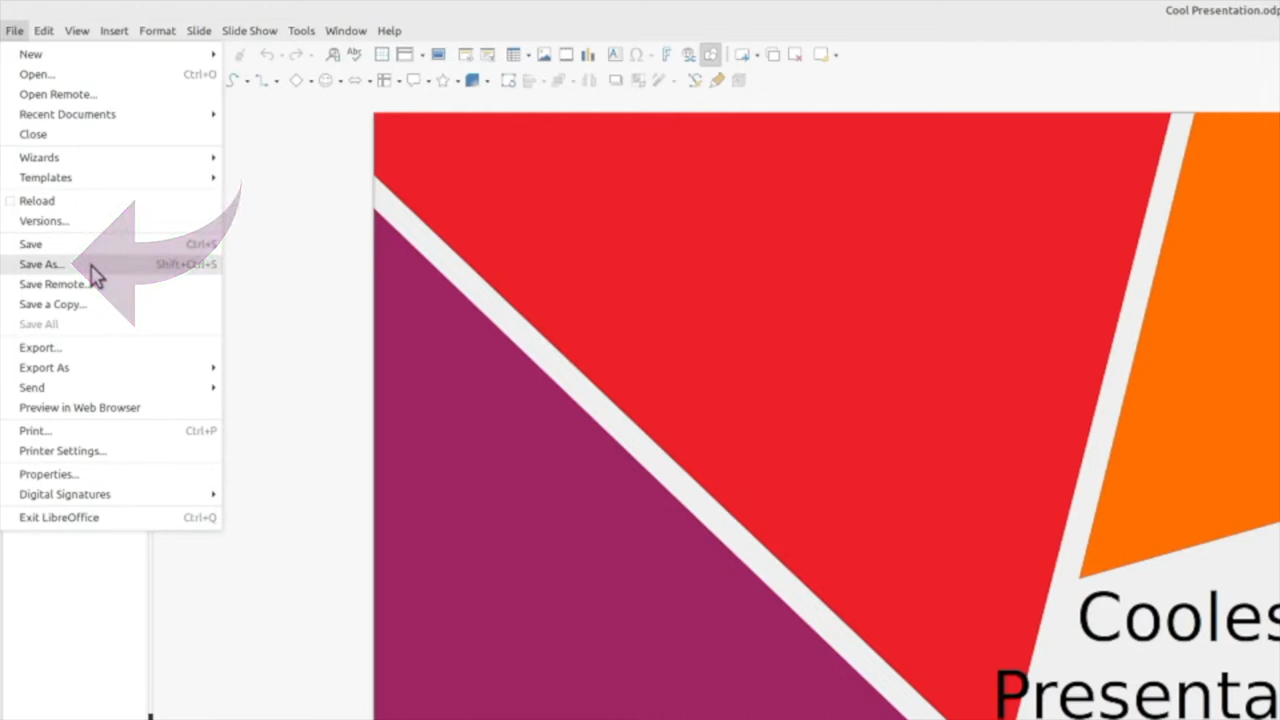 Cool Presentation.odp
File Edit View Insert Format Slide Slide Show Tools Window Help
New
Open... Ctrl+O
Open Remote...
Recent Documents
Close
Wizards
Templates
Reload
Versions...
Save Ctrl+S
Save As... Shift+Ctrl+S
Save Remote...
Save a Copy...
Save All
Export...
Export As
Send
Preview in Web Browser
Print... Ctrl+P
Printer Settings...
Properties...
Digital Signatures
Exit LibreOffice Ctrl+Q
Cooles
Presenta